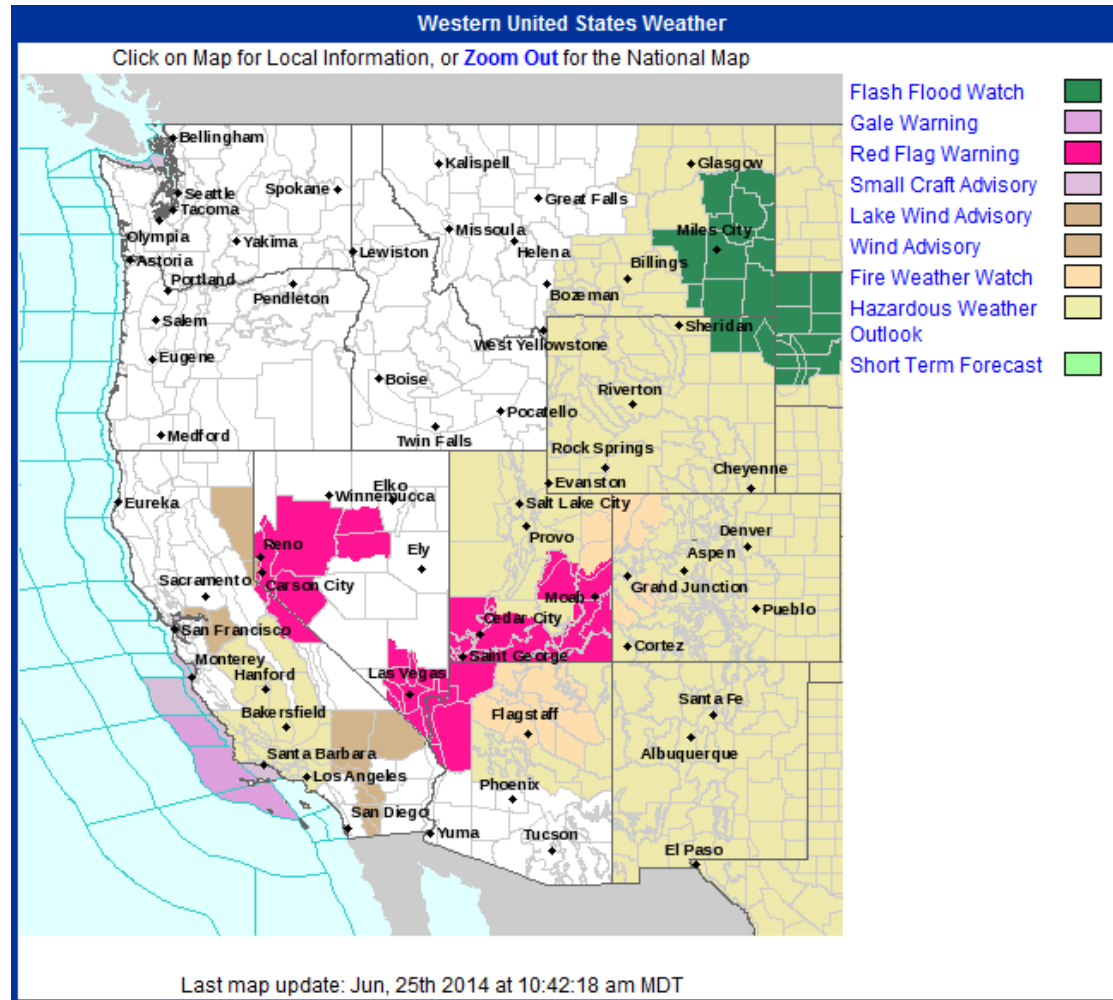 Western United States Weather
Click on Map for Local Information, or Zoom Out for the National Map
Flash Flood Watch
Gale Warning
Red Flag Warning
Small Craft Advisory
Lake Wind Advisory
Wind Advisory
Fire Weather Watch
Hazardous Weather
Outlook
Short Term Forecast
Bellingham
Kalispell
Glasgow
Seattle
Spokane
Tacoma
Great Falls
Olympia
Yakima
Missoula
Miles City
Astoria
Lewiston
Helena
Portland
Billings
Pendleton
Bozeman
Salem
Sheridan
Eugene
West Yellowstone
Boise
Riverton
Pocatello
Medford
Twin Falls
Rock Springs
Cheyenne
Eureka
Elko
Evanston
Winnemucca
Salt Lake City
Reno
Provo
Denver
Ely
Aspen
Sacramento
Carson City
Moab
Grand Junction
Pueblo
San Francisco
Cedar City
Cortez
Monterey
Saint George
Hanford
Las Vegas
Santa Fe
Bakersfield
Flagstaff
Albuquerque
Santa Barbara
Los Angeles
Phoenix
San Diego
Yuma
Tucson
El Paso
Last map update: Jun, 25th 2014 at 10:42:18 am MDT